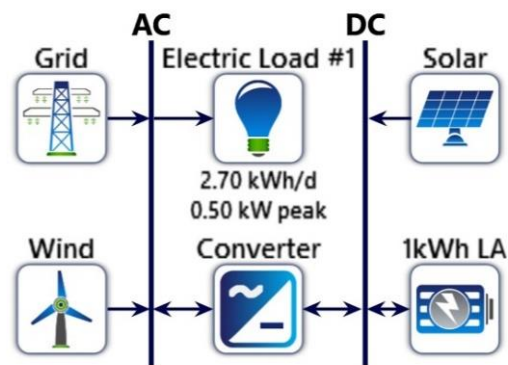 AC DC
Grid Electric Load #1 Solar
2.70 kWh/d
0.50 kW peak
Wind Converter 1kWh LA